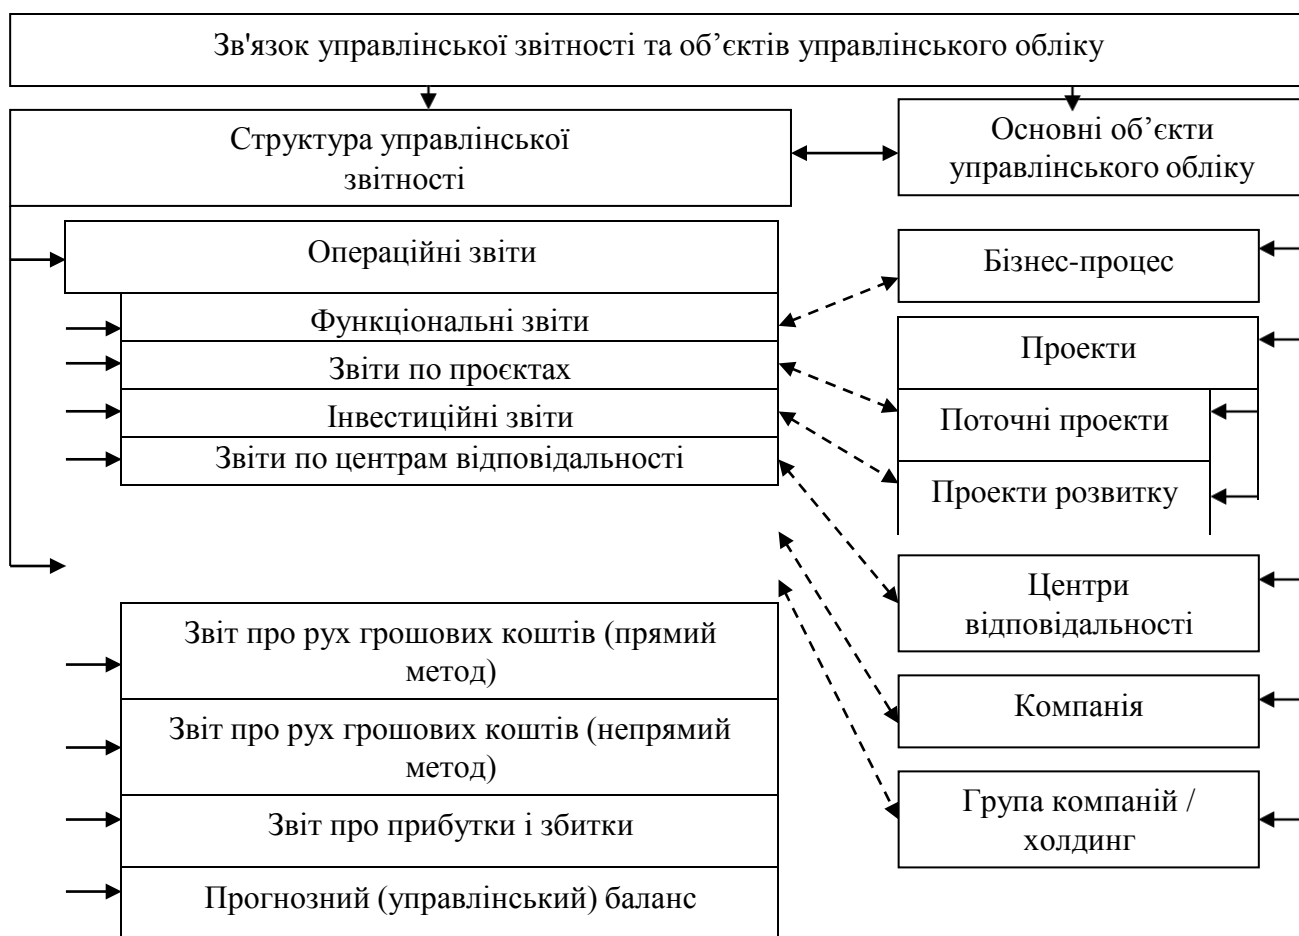 Зв'язок управлінської звітності та об’єктів управлінського обліку
Структура управлінської
звітності
Основні об’єкти
управлінського обліку
Операційні звіти
Функціональні звіти
Звіти по проєктах
Інвестиційні звіти
Звіти по центрам відповідальності
Звіт про рух грошових коштів (прямий
метод)
Звіт про рух грошових коштів (непрямий
метод)
Звіт про прибутки і збитки
Прогнозний (управлінський) баланс
Бізнес-процес
Проекти
Поточні проекти
Проекти розвитку
Центри
відповідальності
Компанія
Група компаній /
холдинг